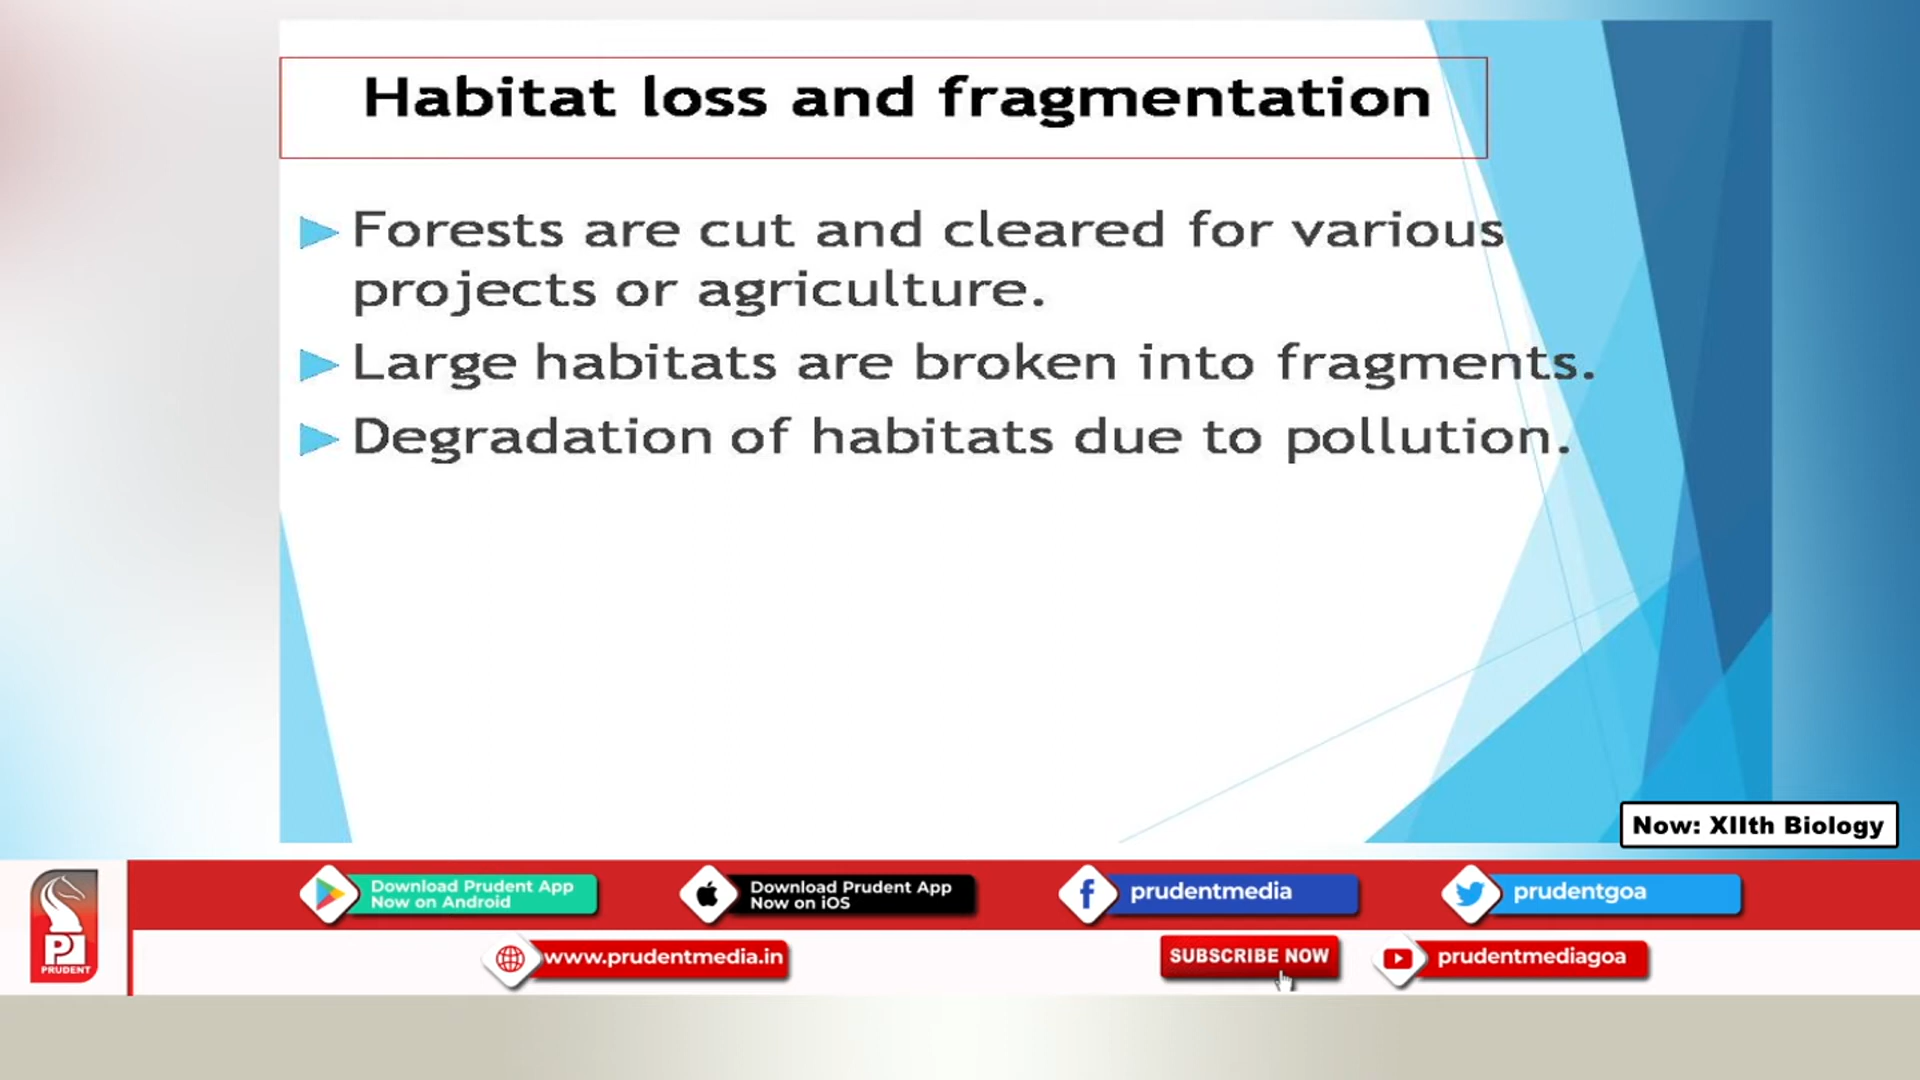 Habitat loss and fragmentation
Forests are cut and cleared for various
projects or agriculture.
Large habitats are broken into fragments.
Degradation of habitats due to pollution.
Now: XIIth Biology
Download Prudent App
Now on Android
Download Prudent App
Now on iOS
prudentmedia
prudentgoa
PRUDENT
www.prudentmedia.in
SUBSCRIBE NOW
prudentmediagoa